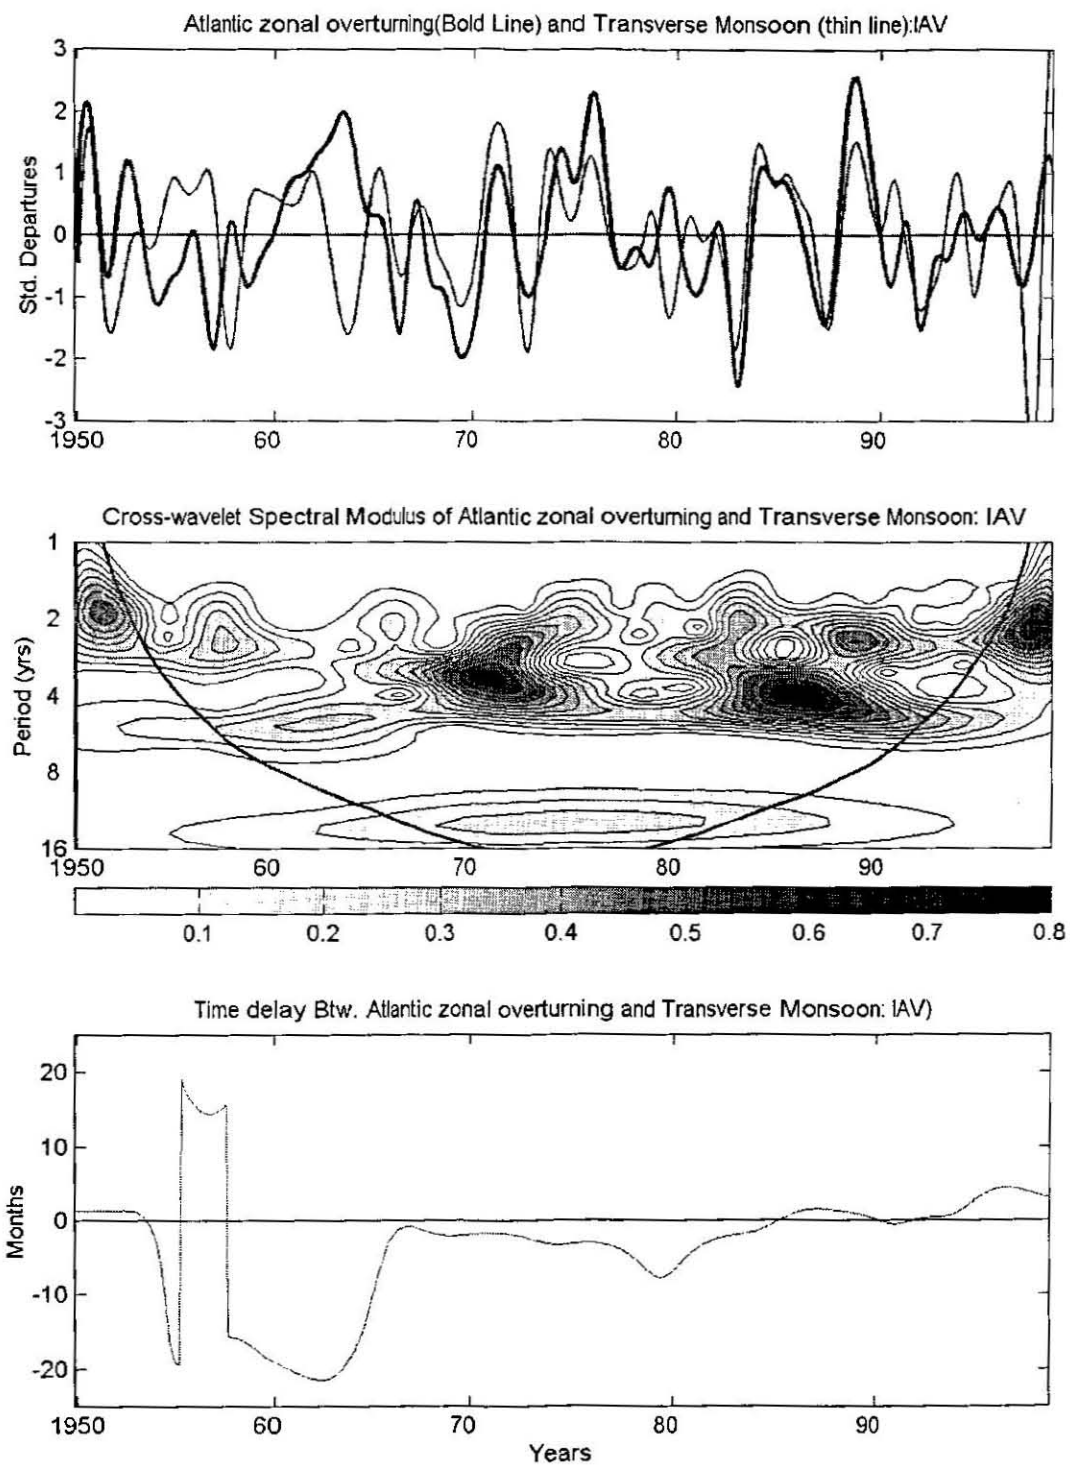 Atlantic zonal overturning(Bold Line) and Transverse Monsoon (thin line):IAV
3
2
1
0
-1
-2
-3
Std. Departures
1950 60 70 80 90
Cross-wavelet Spectral Modulus of Atlantic zonal overturning and Transverse Monsoon: IAV
1
2
4
8
16
Period (yrs)
1950 60 70 80 90
0.1 0.2 0.3 0.4 0.5 0.6 0.7 0.8
Time delay Btw. Atlantic zonal overturning and Transverse Monsoon: IAV)
20
10
0
-10
-20
Months
1950 60 70 80 90
Years